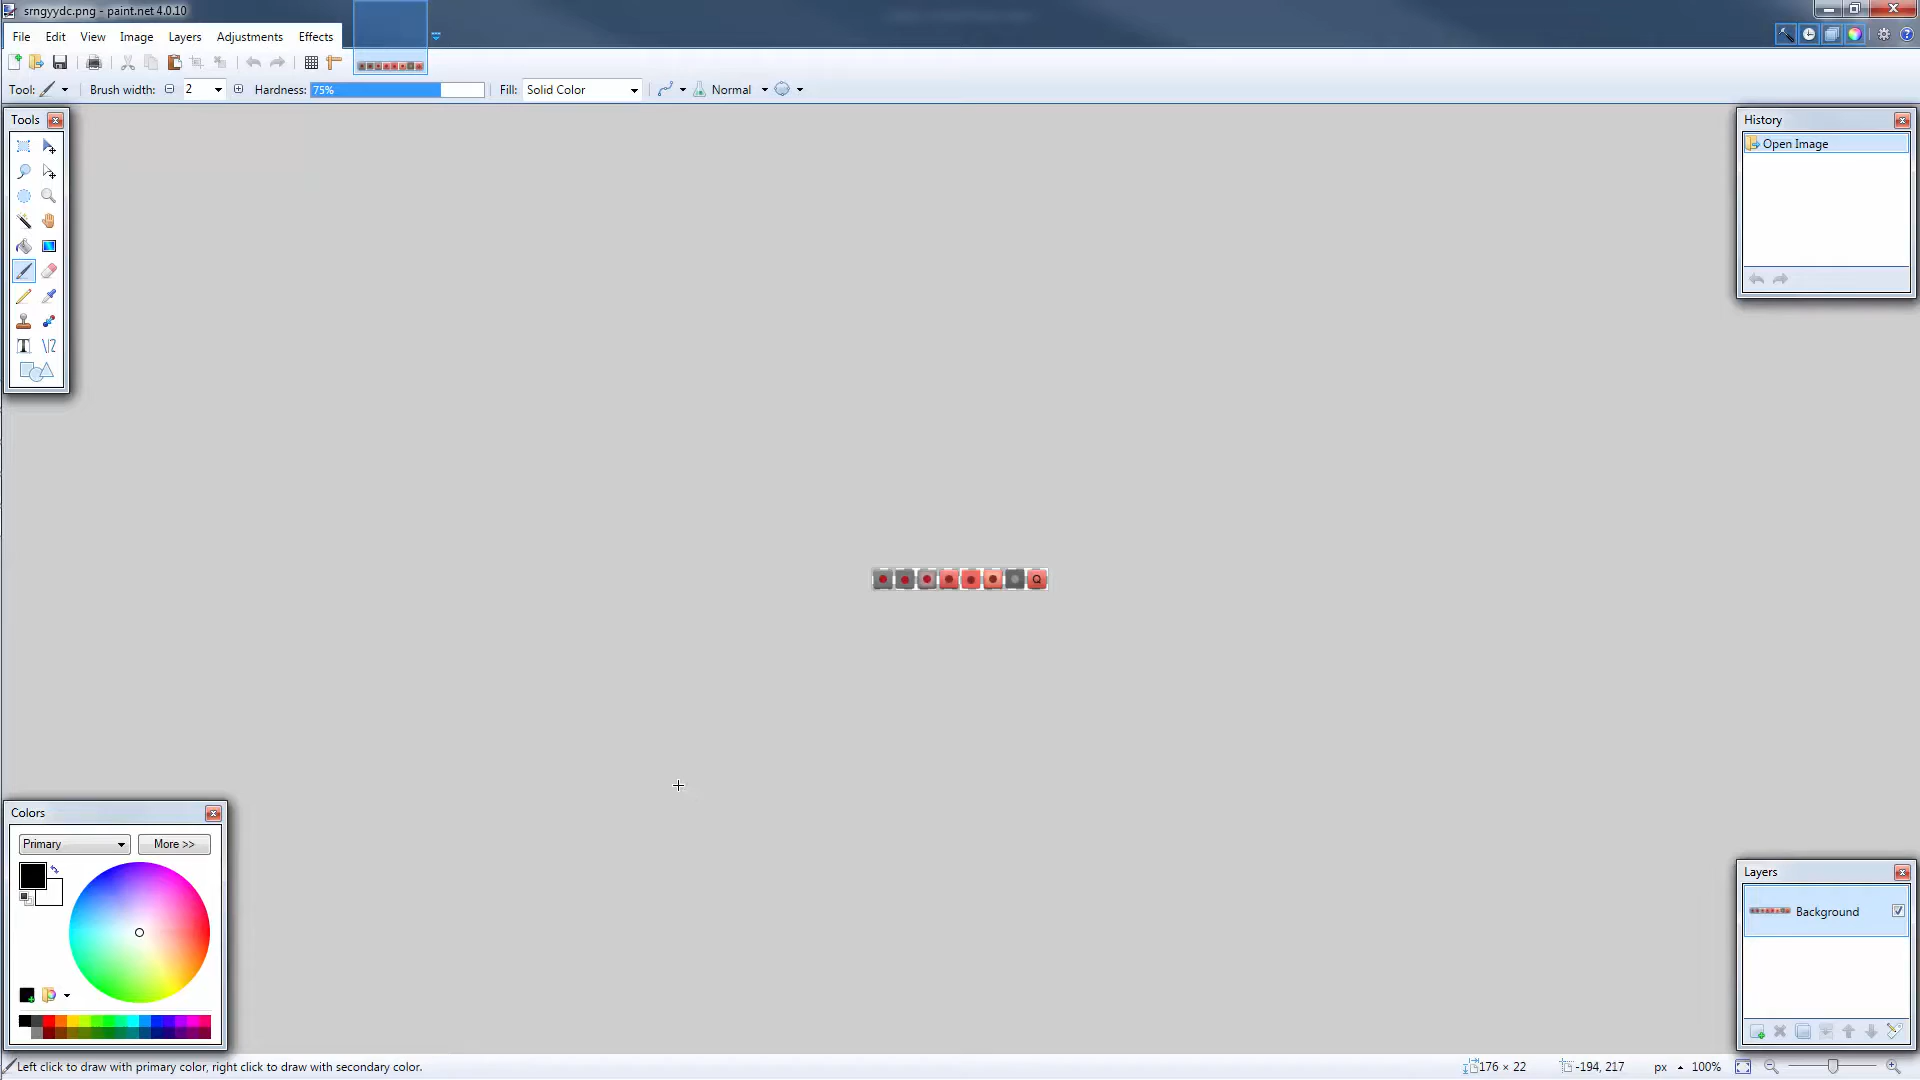 srngyydc.png - paint.net 4.0.10
File Edit View Image Layers Adjustments Effects
Tool: Brush width: 2 Hardness: 75% Fill: Solid Color Normal
Tools
History
Open Image
Q
Colors
Primary More >>
Layers
Background
Left click to draw with primary color, right click to draw with secondary color.
176 × 22 -194, 217 px 100%